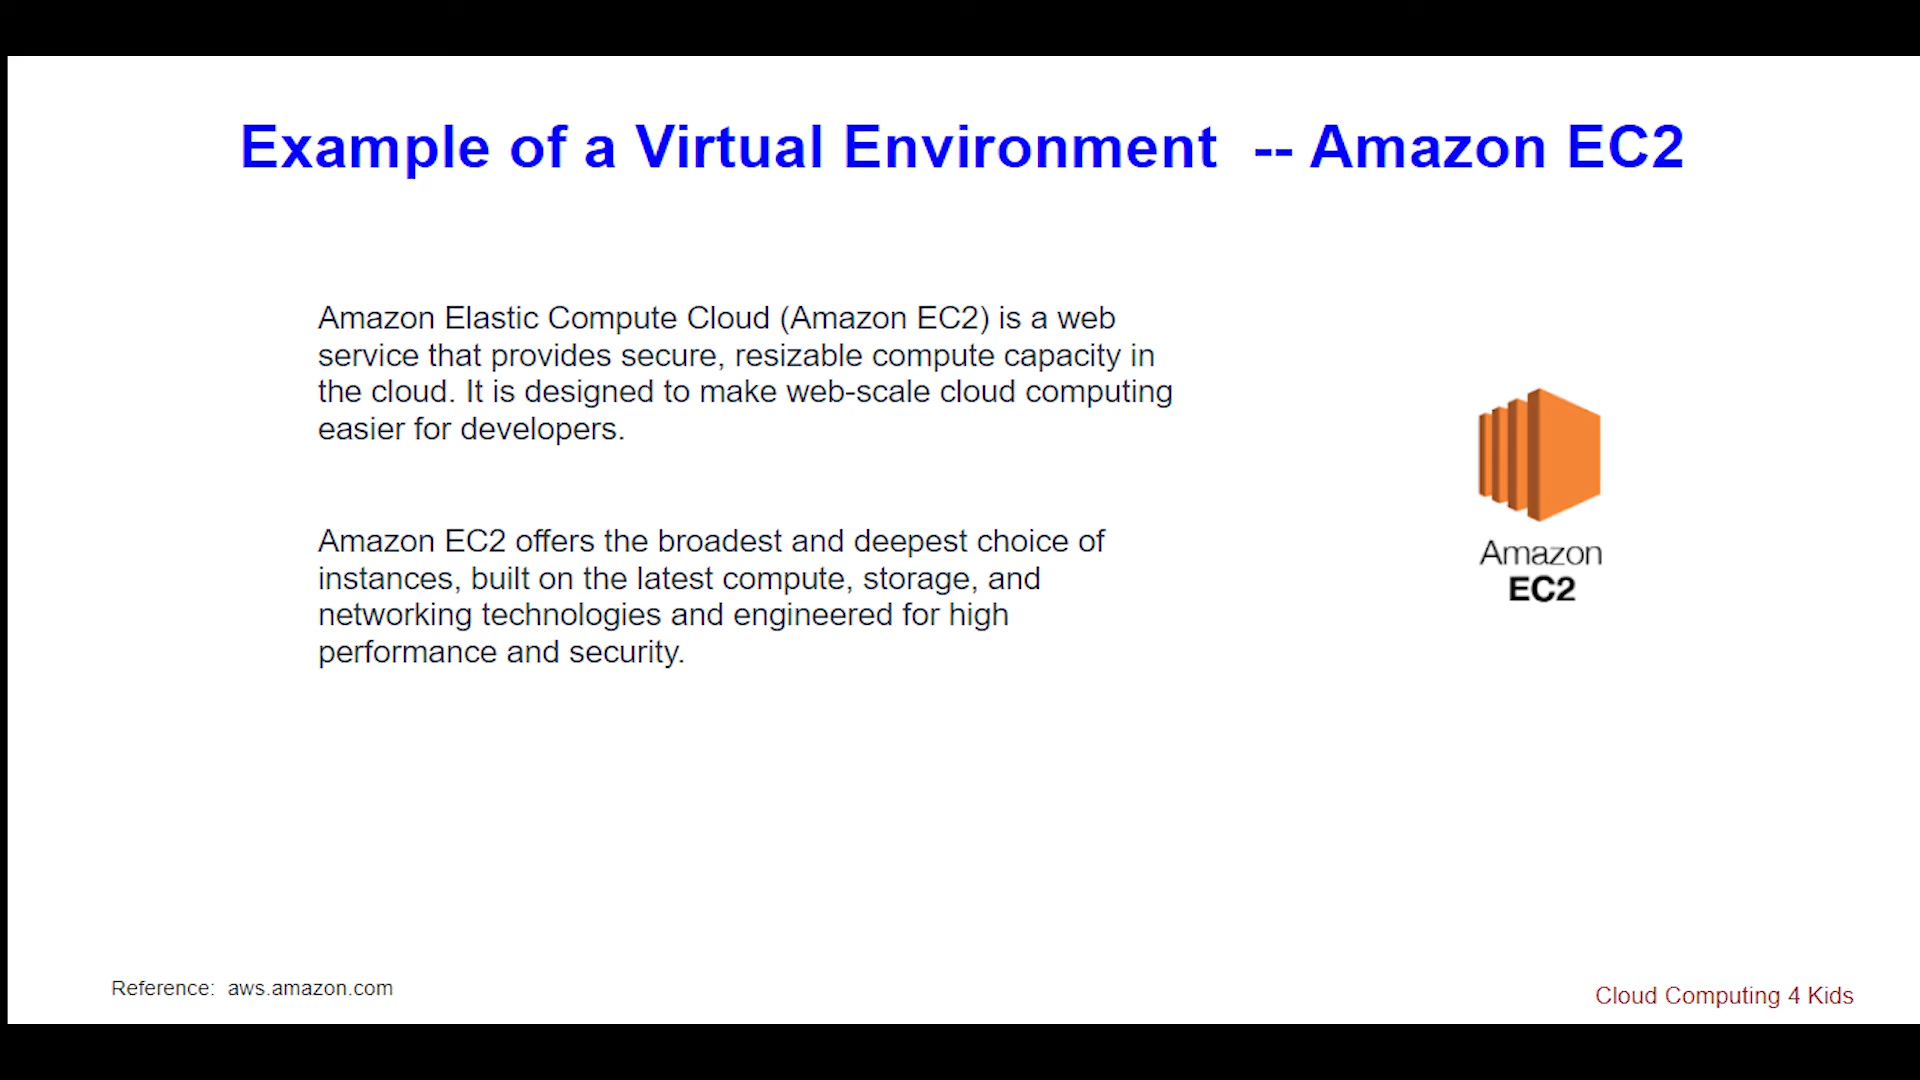 Example of a Virtual Environment -- Amazon EC2
Amazon Elastic Compute Cloud (Amazon EC2) is a web
service that provides secure, resizable compute capacity in
the cloud. It is designed to make web-scale cloud computing
easier for developers.
Amazon EC2 offers the broadest and deepest choice of
instances, built on the latest compute, storage, and
networking technologies and engineered for high
performance and security.
Amazon
EC2
Reference: aws.amazon.com
Cloud Computing 4 Kids